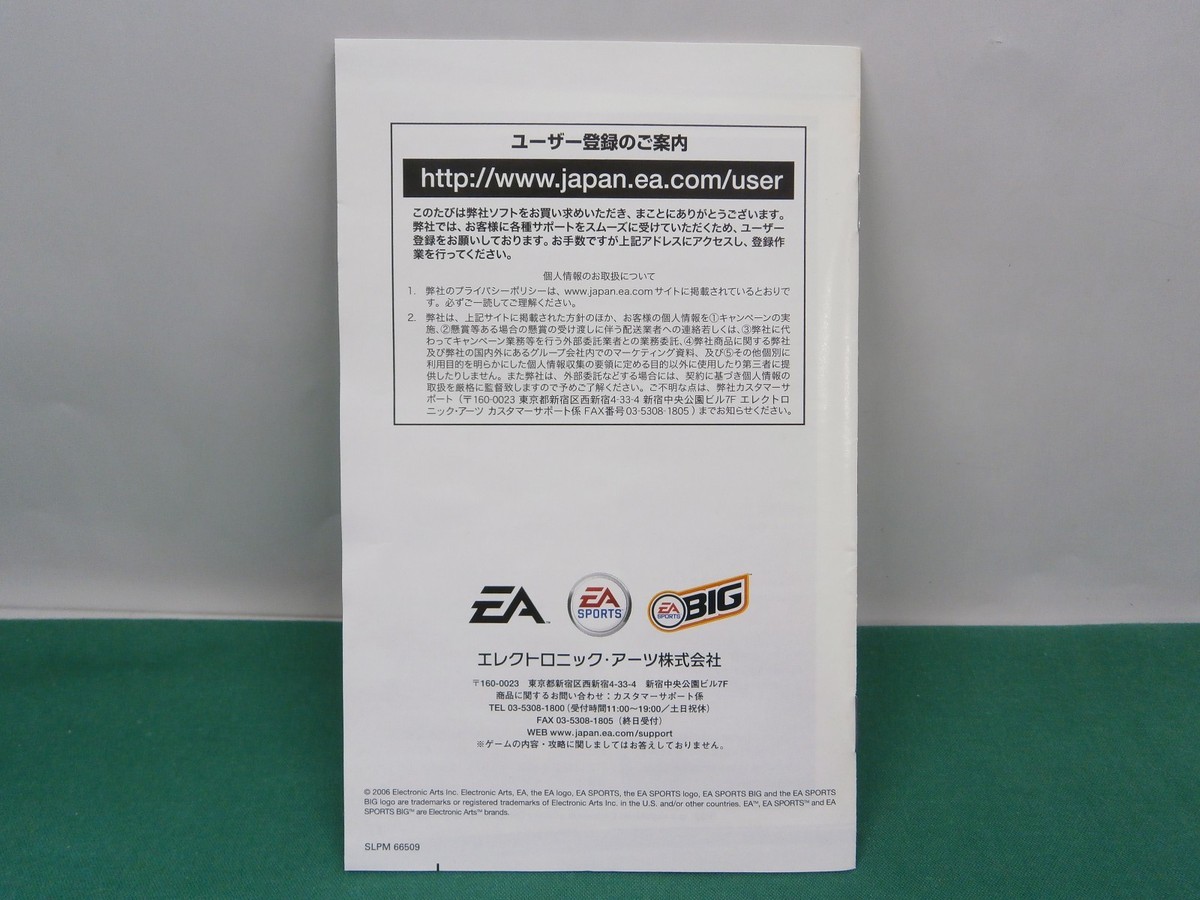 ユーザー登録のご案内
http://www.japan.ea.com/user
このたびは弊社ソフトをお買い求めいただき、まことにありがとうございます。
弊社では、お客様に各種サポートをスムーズに受けていただくため、ユーザー
登録をお願いしております。お手数ですが上記アドレスにアクセスし、登録作
業を行ってください。
個人情報のお取扱について
1. 弊社のプライバシーポリシーは、www.japan.ea.comサイトに掲載されているとおりで
す。必ずご一読してご理解ください。
2. 弊社は、上記サイトに掲載された方針のほか、お客様の個人情報を①キャンペーンの実
施、②懸賞等ある場合の懸賞の受け渡しに伴う配送業者への連絡若しくは、③弊社に代
わってキャンペーン業務等を行う外部委託業者との業務委託、④弊社商品に関する弊社
及び弊社の国内外にあるグループ会社内でのマーケティング資料、及び⑤その他個別に
利用目的を明らかにした個人情報収集の要領に定める目的以外に使用したり第三者に提
供したりしません。また弊社は、外部委託などする場合には、契約に基づき個人情報の
取扱を厳格に監督致しますので予めご了解ください。ご不明な点は、弊社カスタマーサ
ポート（〒160-0023 東京都新宿区西新宿4-33-4 新宿中央公園ビル7F エレクトロ
ニック・アーツ カスタマーサポート係 FAX番号03-5308-1805）までお知らせください。
EA™ EA SPORTS™ EA SPORTS BIG™
エレクトロニック・アーツ株式会社
〒160-0023 東京都新宿区西新宿4-33-4 新宿中央公園ビル7F
商品に関するお問い合わせ：カスタマーサポート係
TEL 03-5308-1800（受付時間11:00〜19:00／土日祝休）
FAX 03-5308-1805（終日受付）
WEB www.japan.ea.com/support
※ゲームの内容・攻略に関しましてはお答えしておりません。
© 2006 Electronic Arts Inc. Electronic Arts, EA, the EA logo, EA SPORTS, the EA SPORTS logo, EA SPORTS BIG and the EA SPORTS
BIG logo are trademarks or registered trademarks of Electronic Arts Inc. in the U.S. and/or other countries. EA™, EA SPORTS™ and EA
SPORTS BIG™ are Electronic Arts™ brands.
SLPM 66509